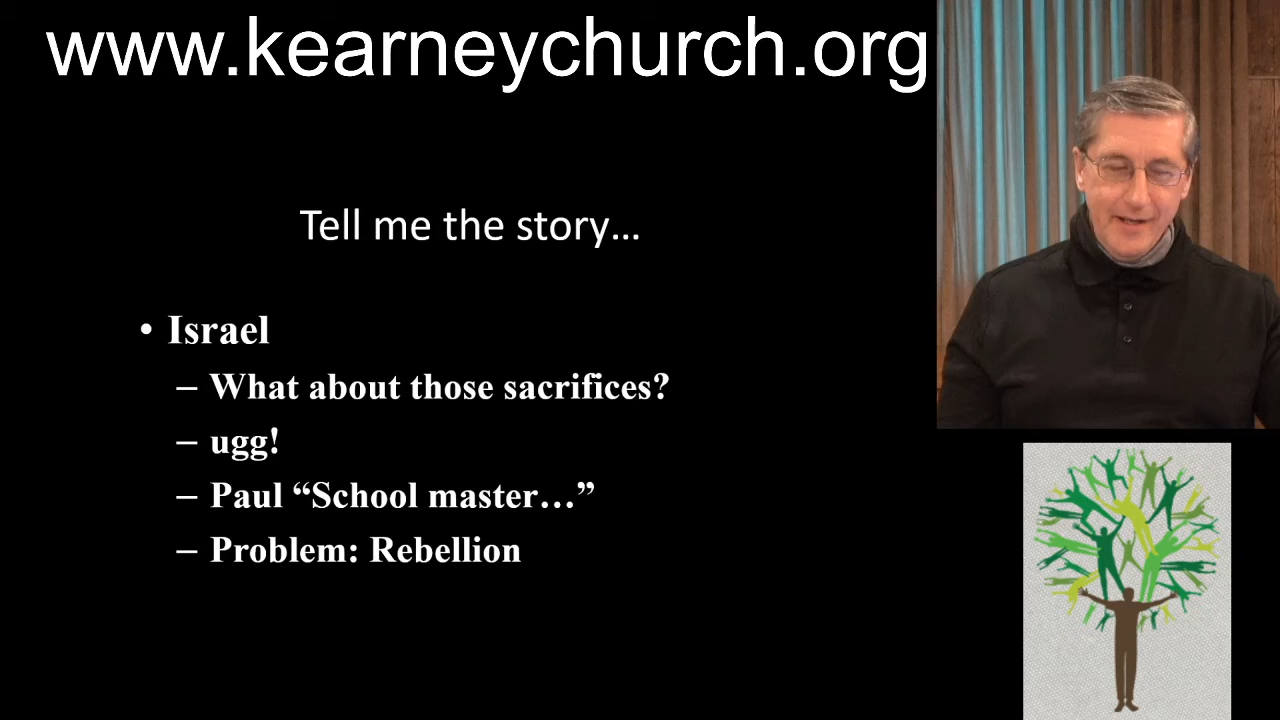 www.kearneychurch.org
Tell me the story…
• Israel
– What about those sacrifices?
– ugg!
– Paul “School master…”
– Problem: Rebellion